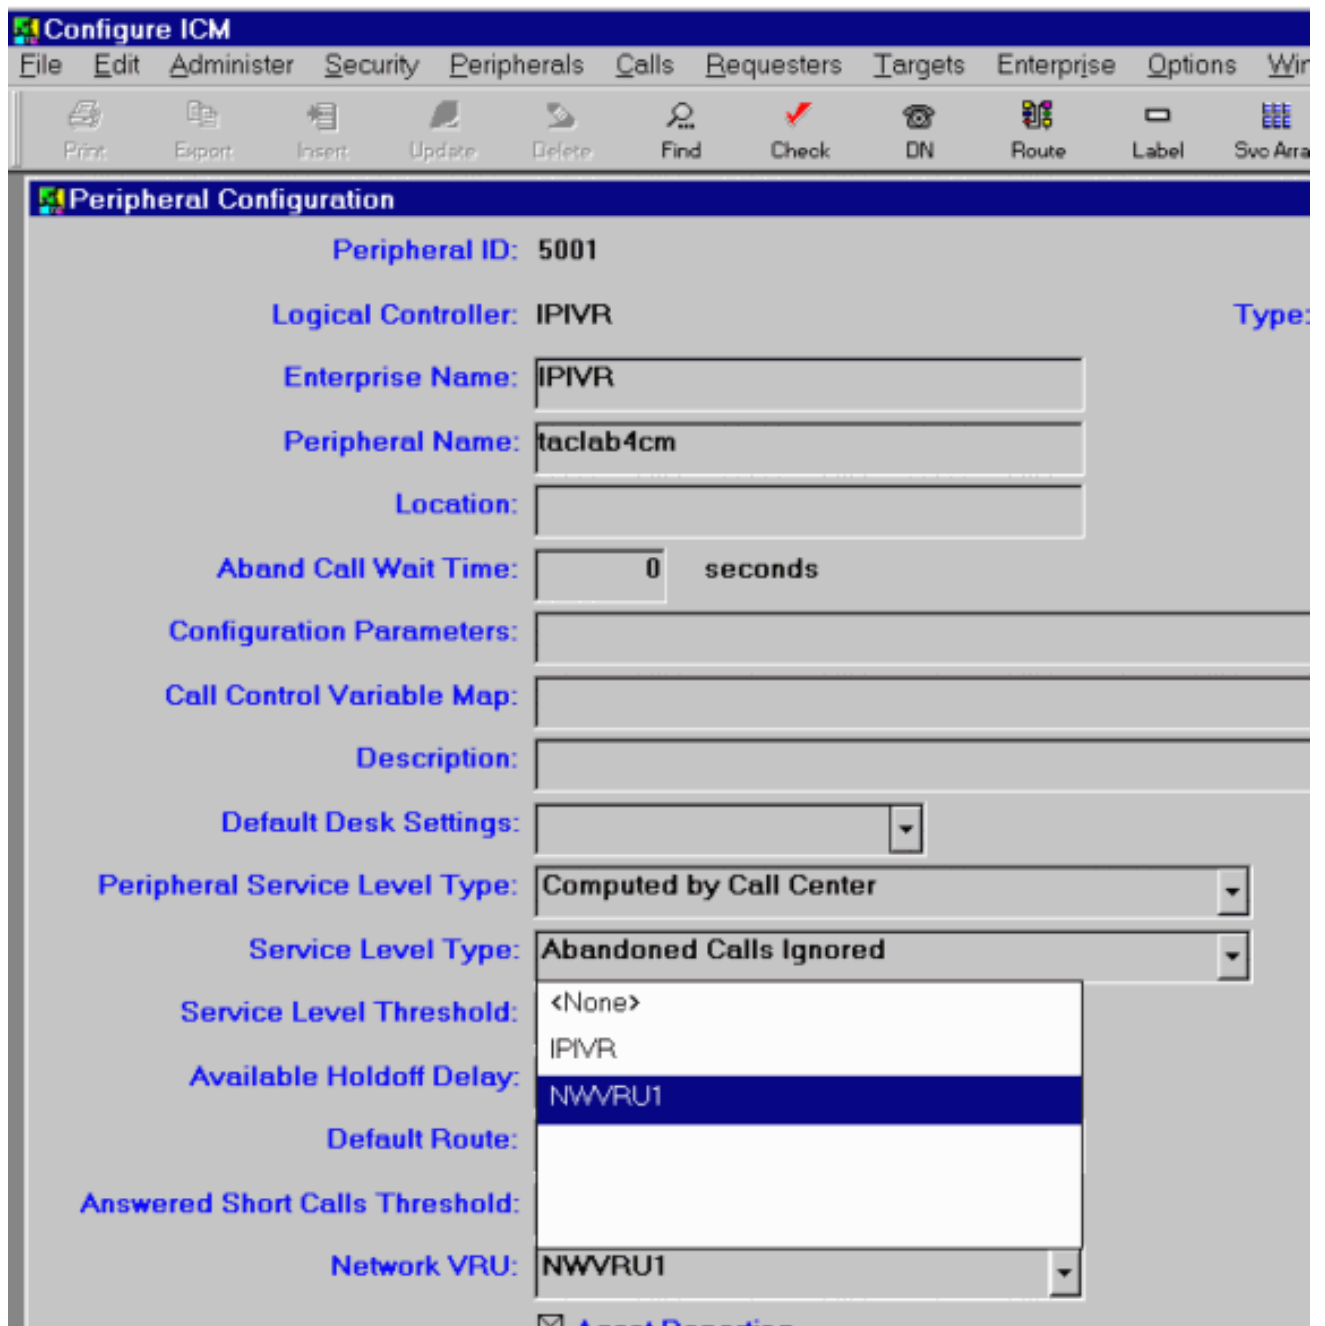 Configure ICM
File Edit Administer Security Peripherals Calls Requesters Targets Enterprise Options
Print Export Insert Update Delete Find Check DN Route Label Svc Arra
Peripheral Configuration
Peripheral ID: 5001
Logical Controller: IPIVR Type:
Enterprise Name: IPIVR
Peripheral Name: taclab4cm
Location:
Aband Call Wait Time: 0 seconds
Configuration Parameters:
Call Control Variable Map:
Description:
Default Desk Settings:
Peripheral Service Level Type: Computed by Call Center
Service Level Type: Abandoned Calls Ignored
Service Level Threshold: <None>
Available Holdoff Delay: IPIVR
NWVRU1
Default Route:
Answered Short Calls Threshold:
Network VRU: NWVRU1